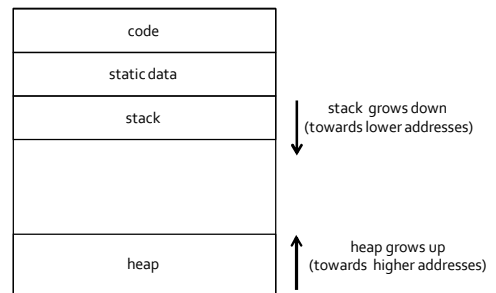 code
static data
stack
stack grows down
(towards lower addresses)
heap grows up
(towards higher addresses)
heap